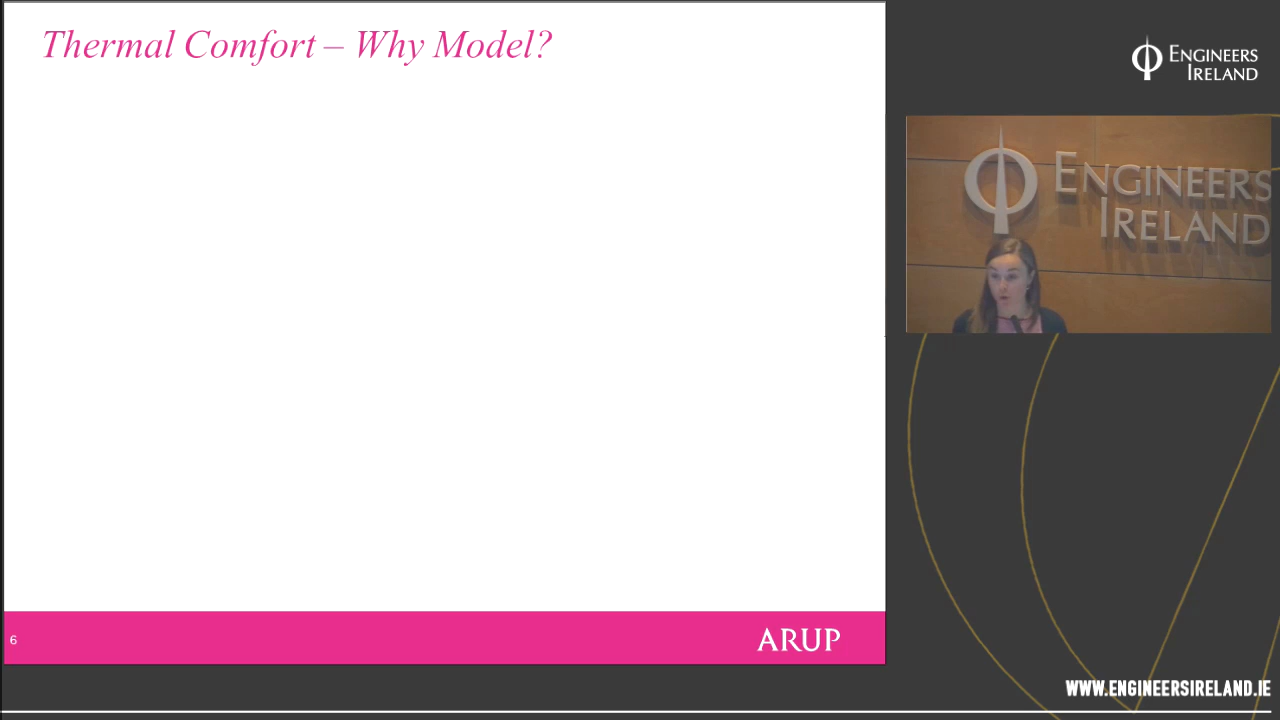 Thermal Comfort – Why Model?
6
ARUP
ENGINEERS
IRELAND
ENGINEERS
IRELAND
WWW.ENGINEERSIRELAND.IE